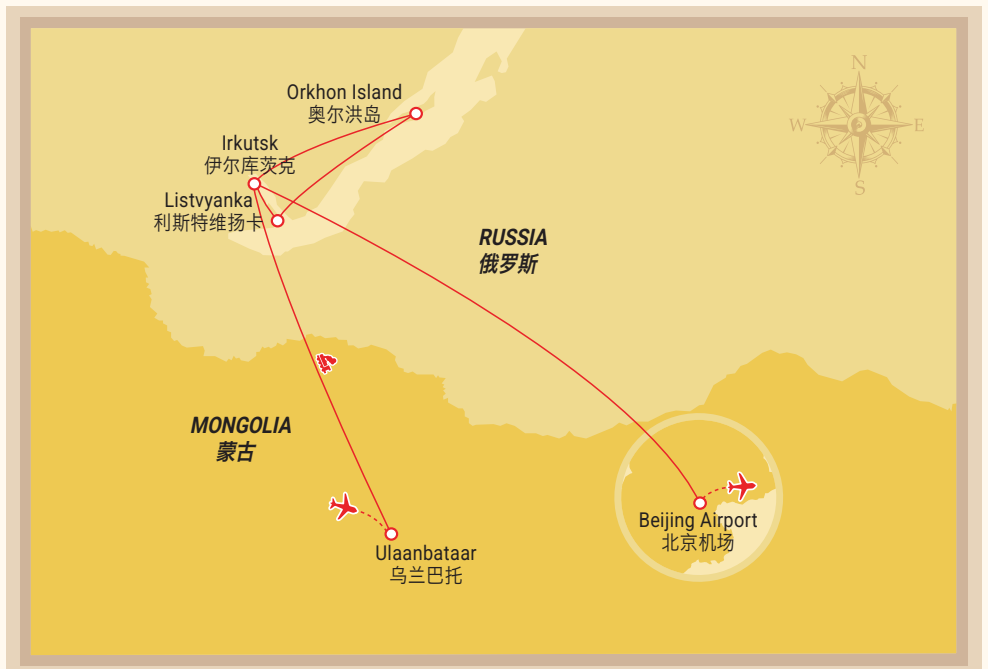 N
W
E
S
Orkhon Island
奥尔洪岛
Irkutsk
伊尔库茨克
Listvyanka
利斯特维扬卡
RUSSIA
俄罗斯
MONGOLIA
蒙古
Beijing Airport
北京机场
Ulaanbataar
乌兰巴托